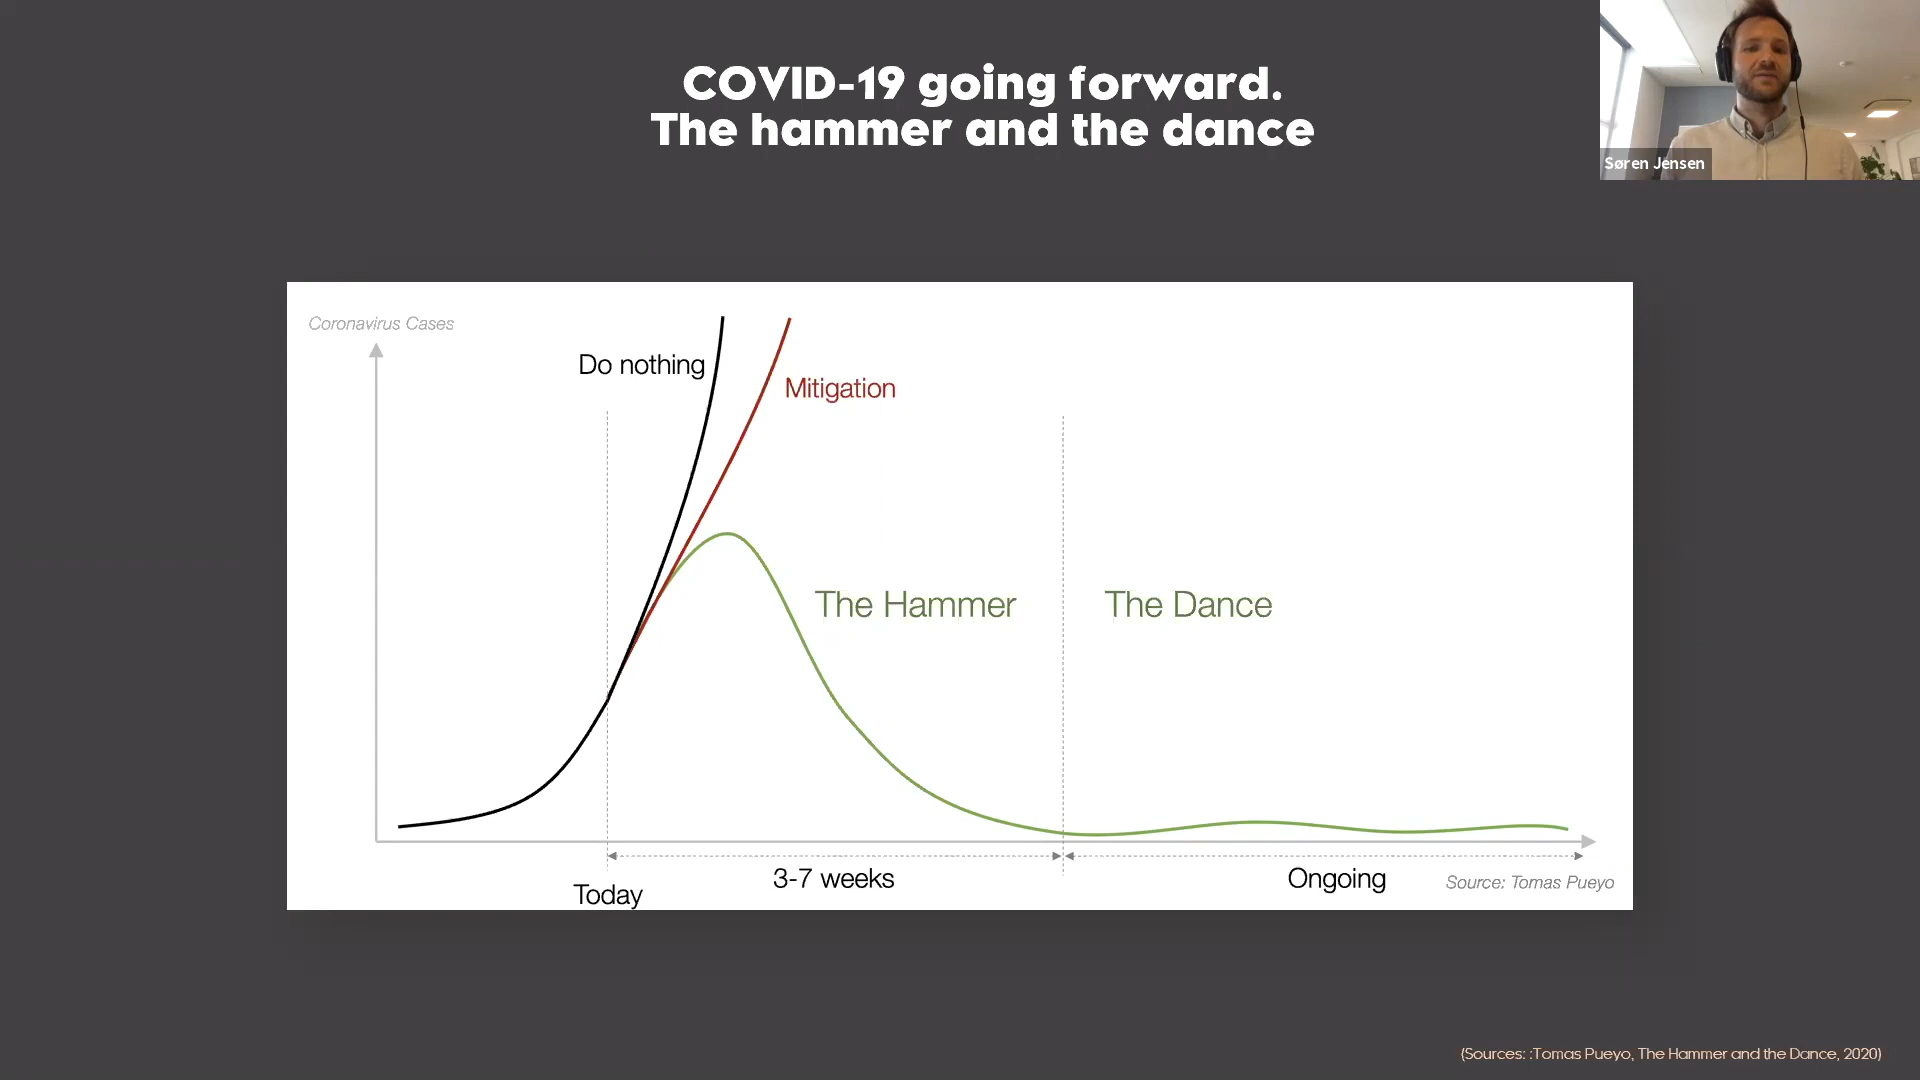 COVID-19 going forward.
The hammer and the dance
Søren Jensen
Coronavirus Cases
Do nothing
Mitigation
The Hammer
The Dance
3-7 weeks
Ongoing
Source: Tomas Pueyo
Today
(Sources: :Tomas Pueyo, The Hammer and the Dance, 2020)